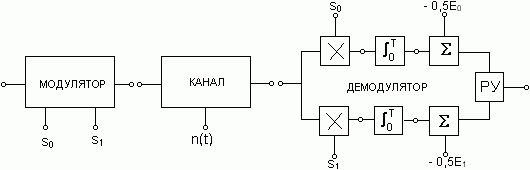 S₀
- 0,5E₀
∫₀ᵀ
Σ
МОДУЛЯТОР
КАНАЛ
ДЕМОДУЛЯТОР
РУ
S₀
S₁
n(t)
∫₀ᵀ
Σ
S₁
- 0,5E₁